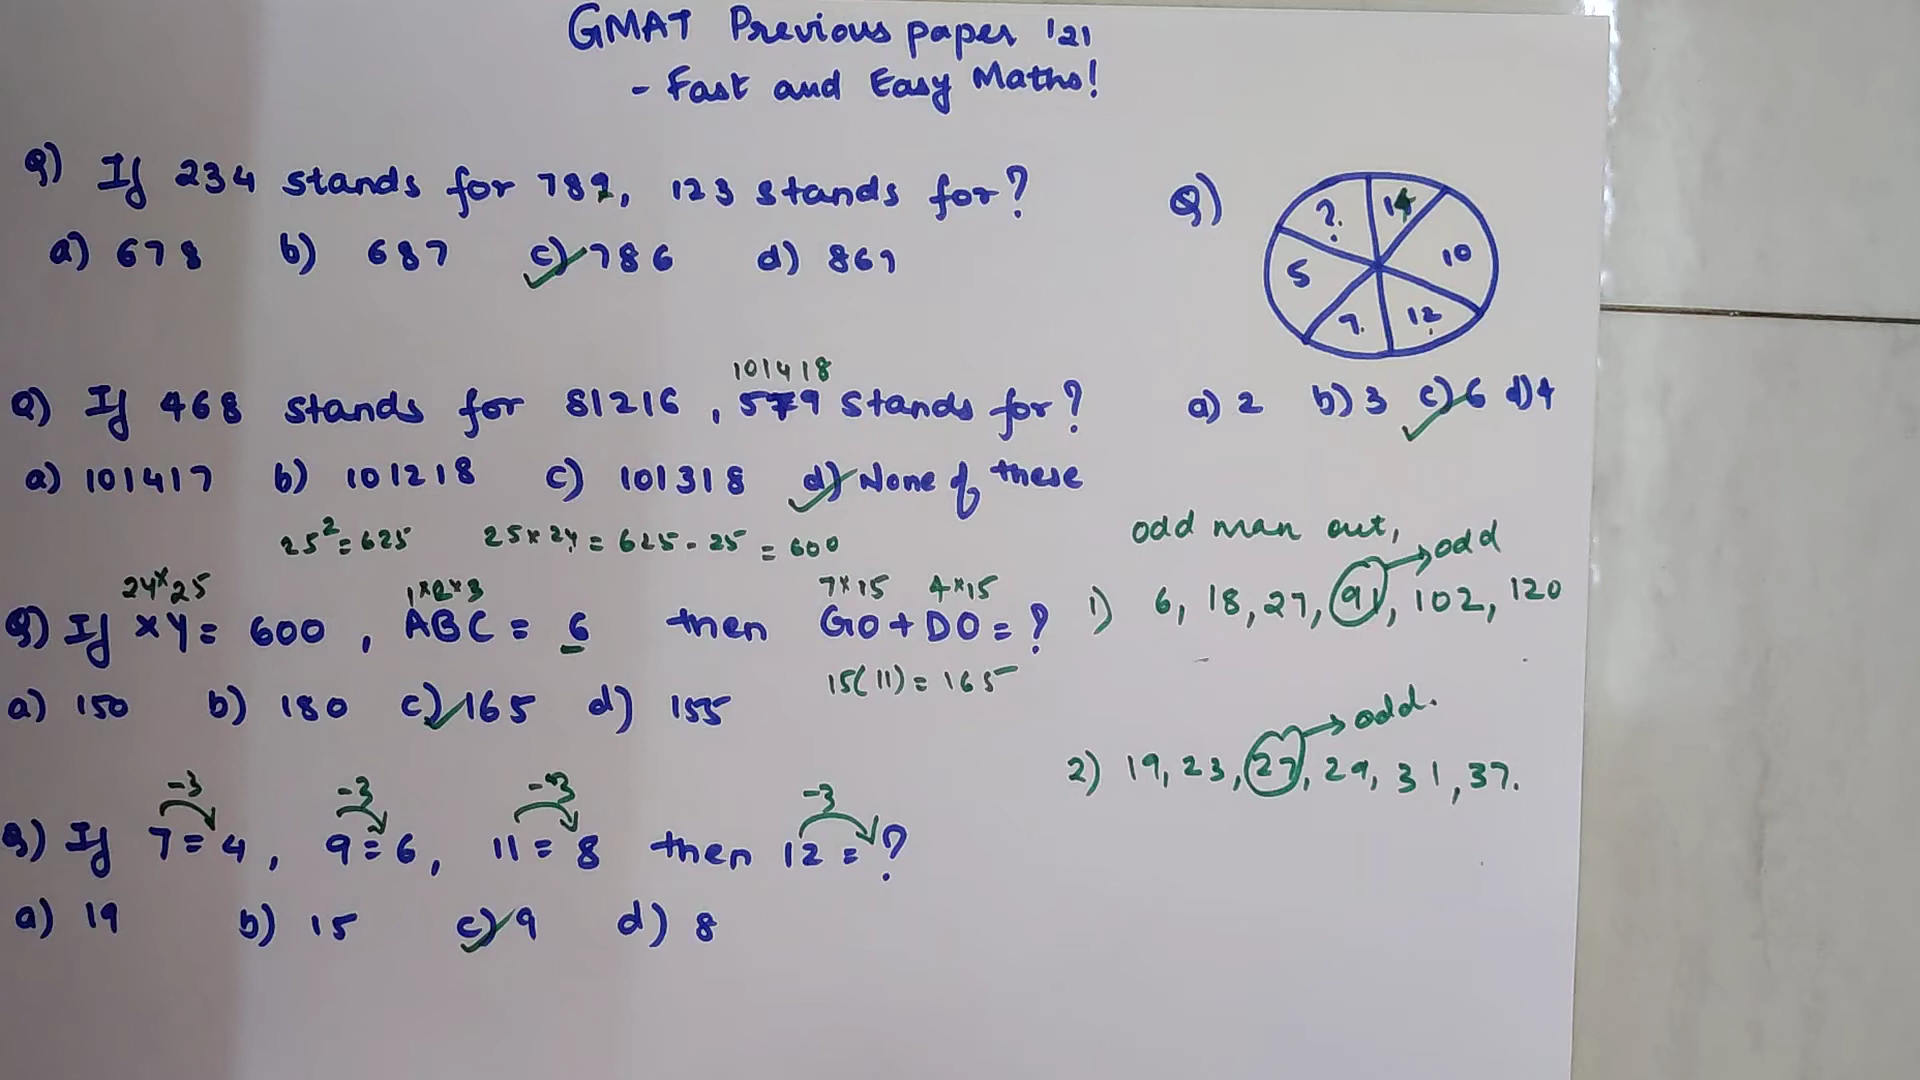 GMAT Previous paper '21
- Fast and Easy Maths!
Q) If 234 stands for 789, 123 stands for?
a) 678 b) 687 c) 786 d) 867
101418
Q) If 468 stands for 81216, 579 stands for?
a) 101417 b) 101218 c) 101318 d) None of these
25² = 625 25×24 = 625 - 25 = 600
24×25 1×2×3 7×15 4×15
Q) If XY = 600, ABC = 6 then GO + DO = ?
15(11) = 165
a) 150 b) 180 c) 165 d) 155
-3 -3 -3 -3
Q) If 7 = 4, 9 = 6, 11 = 8 then 12 = ?
a) 19 b) 15 c) 9 d) 8
Q)
? 14
5 10
9 12
a) 2 b) 3 c) 6 d) 4
odd man out,
odd
1) 6, 18, 27, 91, 102, 120
odd.
2) 19, 23, 27, 29, 31, 37.